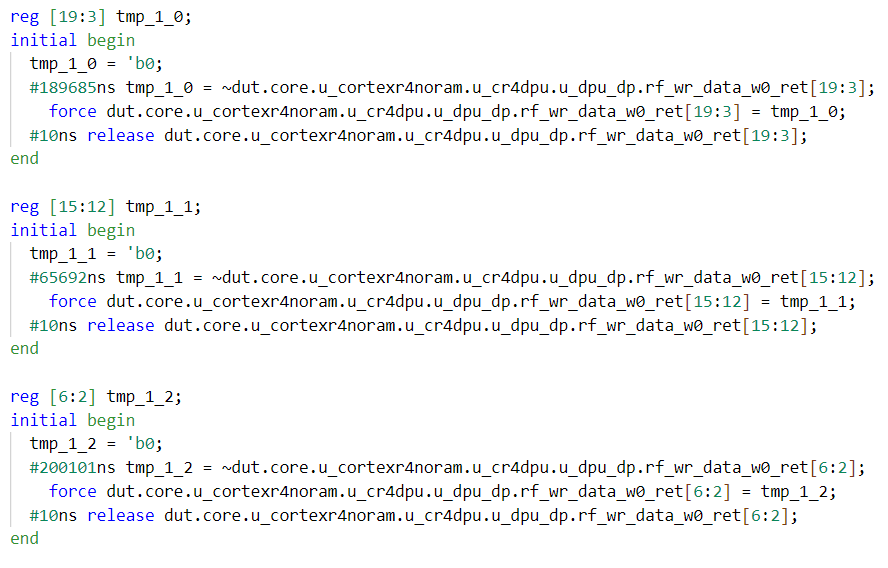 reg [19:3] tmp_1_0;
initial begin
  tmp_1_0 = 'b0;
  #189685ns tmp_1_0 = ~dut.core.u_cortexr4noram.u_cr4dpu.u_dpu_dp.rf_wr_data_w0_ret[19:3];
    force dut.core.u_cortexr4noram.u_cr4dpu.u_dpu_dp.rf_wr_data_w0_ret[19:3] = tmp_1_0;
  #10ns release dut.core.u_cortexr4noram.u_cr4dpu.u_dpu_dp.rf_wr_data_w0_ret[19:3];
end

reg [15:12] tmp_1_1;
initial begin
  tmp_1_1 = 'b0;
  #65692ns tmp_1_1 = ~dut.core.u_cortexr4noram.u_cr4dpu.u_dpu_dp.rf_wr_data_w0_ret[15:12];
    force dut.core.u_cortexr4noram.u_cr4dpu.u_dpu_dp.rf_wr_data_w0_ret[15:12] = tmp_1_1;
  #10ns release dut.core.u_cortexr4noram.u_cr4dpu.u_dpu_dp.rf_wr_data_w0_ret[15:12];
end

reg [6:2] tmp_1_2;
initial begin
  tmp_1_2 = 'b0;
  #200101ns tmp_1_2 = ~dut.core.u_cortexr4noram.u_cr4dpu.u_dpu_dp.rf_wr_data_w0_ret[6:2];
    force dut.core.u_cortexr4noram.u_cr4dpu.u_dpu_dp.rf_wr_data_w0_ret[6:2] = tmp_1_2;
  #10ns release dut.core.u_cortexr4noram.u_cr4dpu.u_dpu_dp.rf_wr_data_w0_ret[6:2];
end